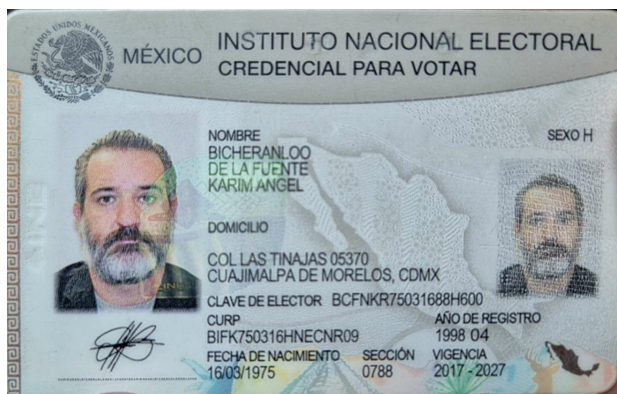 ESTADOS UNIDOS MEXICANOS
MÉXICO
INSTITUTO NACIONAL ELECTORAL
CREDENCIAL PARA VOTAR
NOMBRE
SEXO H
BICHERANLOO
DE LA FUENTE
KARIM ANGEL
DOMICILIO
COL LAS TINAJAS 05370
CUAJIMALPA DE MORELOS, CDMX
CLAVE DE ELECTOR BCFNKR75031688H600
CURP AÑO DE REGISTRO
BIFK750316HNECNR09 1998 04
FECHA DE NACIMIENTO SECCIÓN VIGENCIA
16/03/1975 0788 2017 - 2027